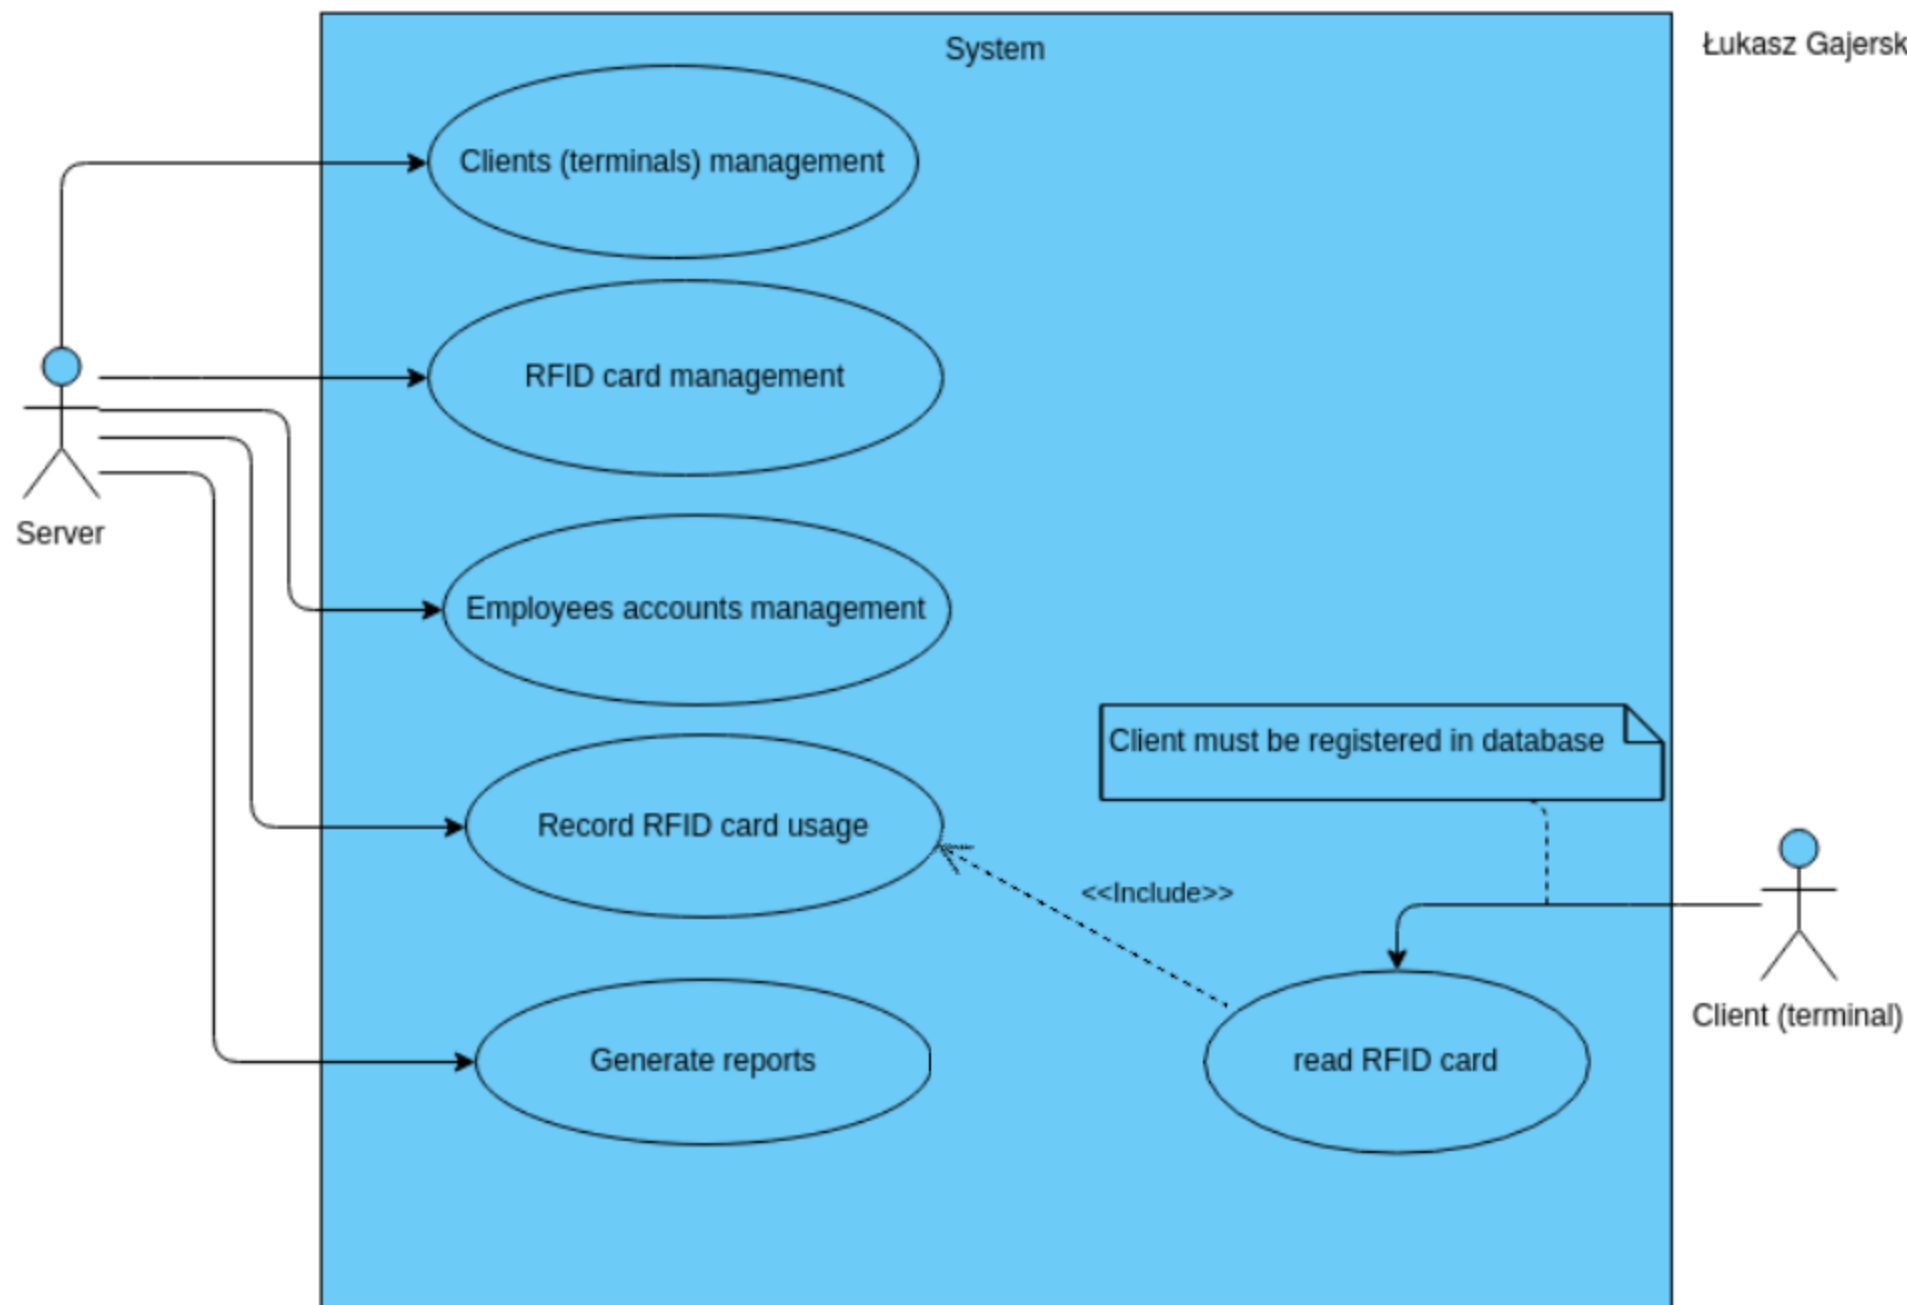 System
Łukasz Gajersk
Clients (terminals) management
RFID card management
Server
Employees accounts management
Client must be registered in database
Record RFID card usage
<<Include>>
Client (terminal)
Generate reports
read RFID card